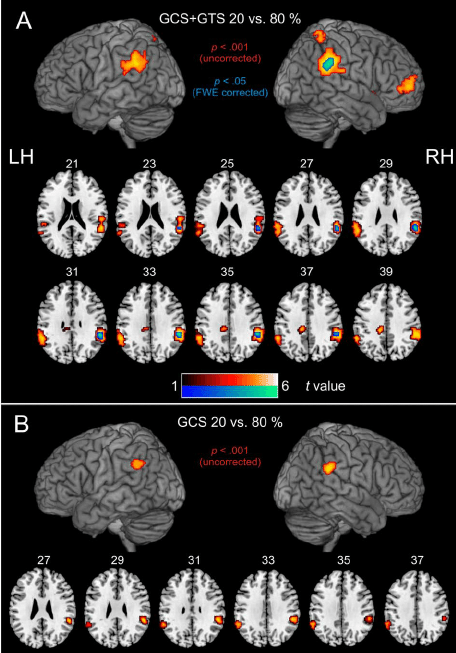 A
GCS+GTS 20 vs. 80 %
p < .001
(uncorrected)
p < .05
(FWE corrected)
LH
RH
21 23 25 27 29
31 33 35 37 39
1 6 t value
B
GCS 20 vs. 80 %
p < .001
(uncorrected)
27 29 31 33 35 37